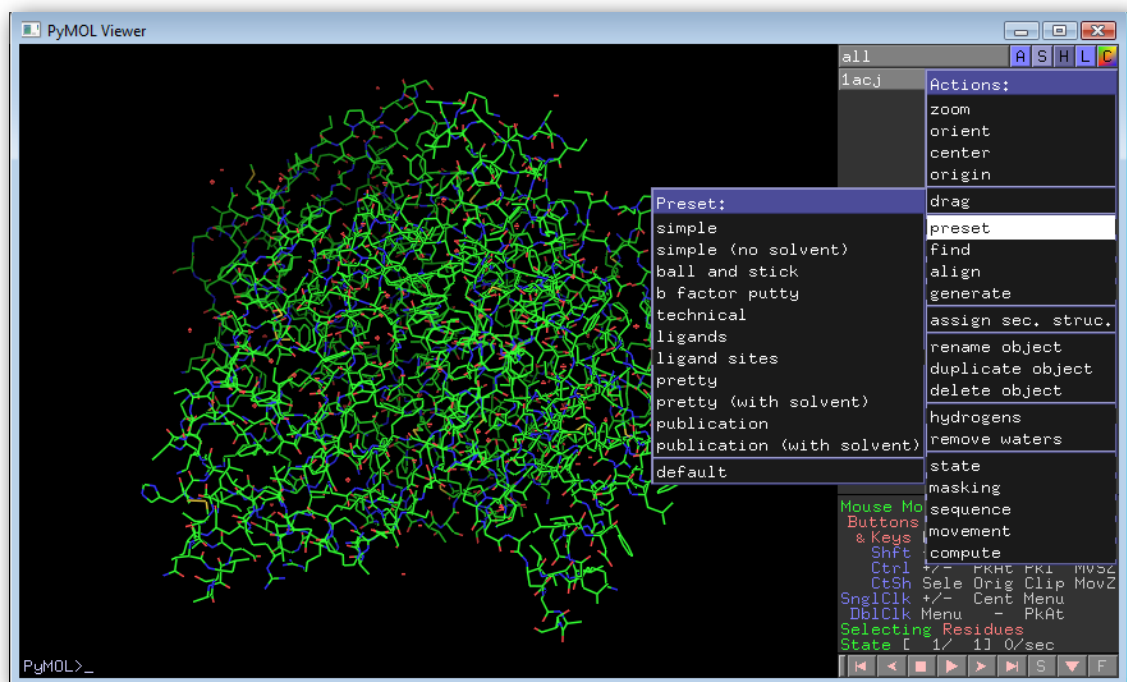 PyMOL Viewer
all A S H L C
1acj
Actions:
zoom
orient
center
origin
drag
preset
find
align
generate
assign sec. struc.
rename object
duplicate object
delete object
hydrogens
remove waters
state
masking
sequence
movement
compute
Preset:
simple
simple (no solvent)
ball and stick
b factor putty
technical
ligands
ligand sites
pretty
pretty (with solvent)
publication
publication (with solvent)
default
Mouse Mo
Buttons
& Keys
Shft
Ctrl +/- PkAt Pk1 MvSZ
CtSh Sele Orig Clip MovZ
SnglClk +/- Cent Menu
DblClk Menu - PkAt
Selecting Residues
State [ 1/ 1] 0/sec
S F
PyMOL>_